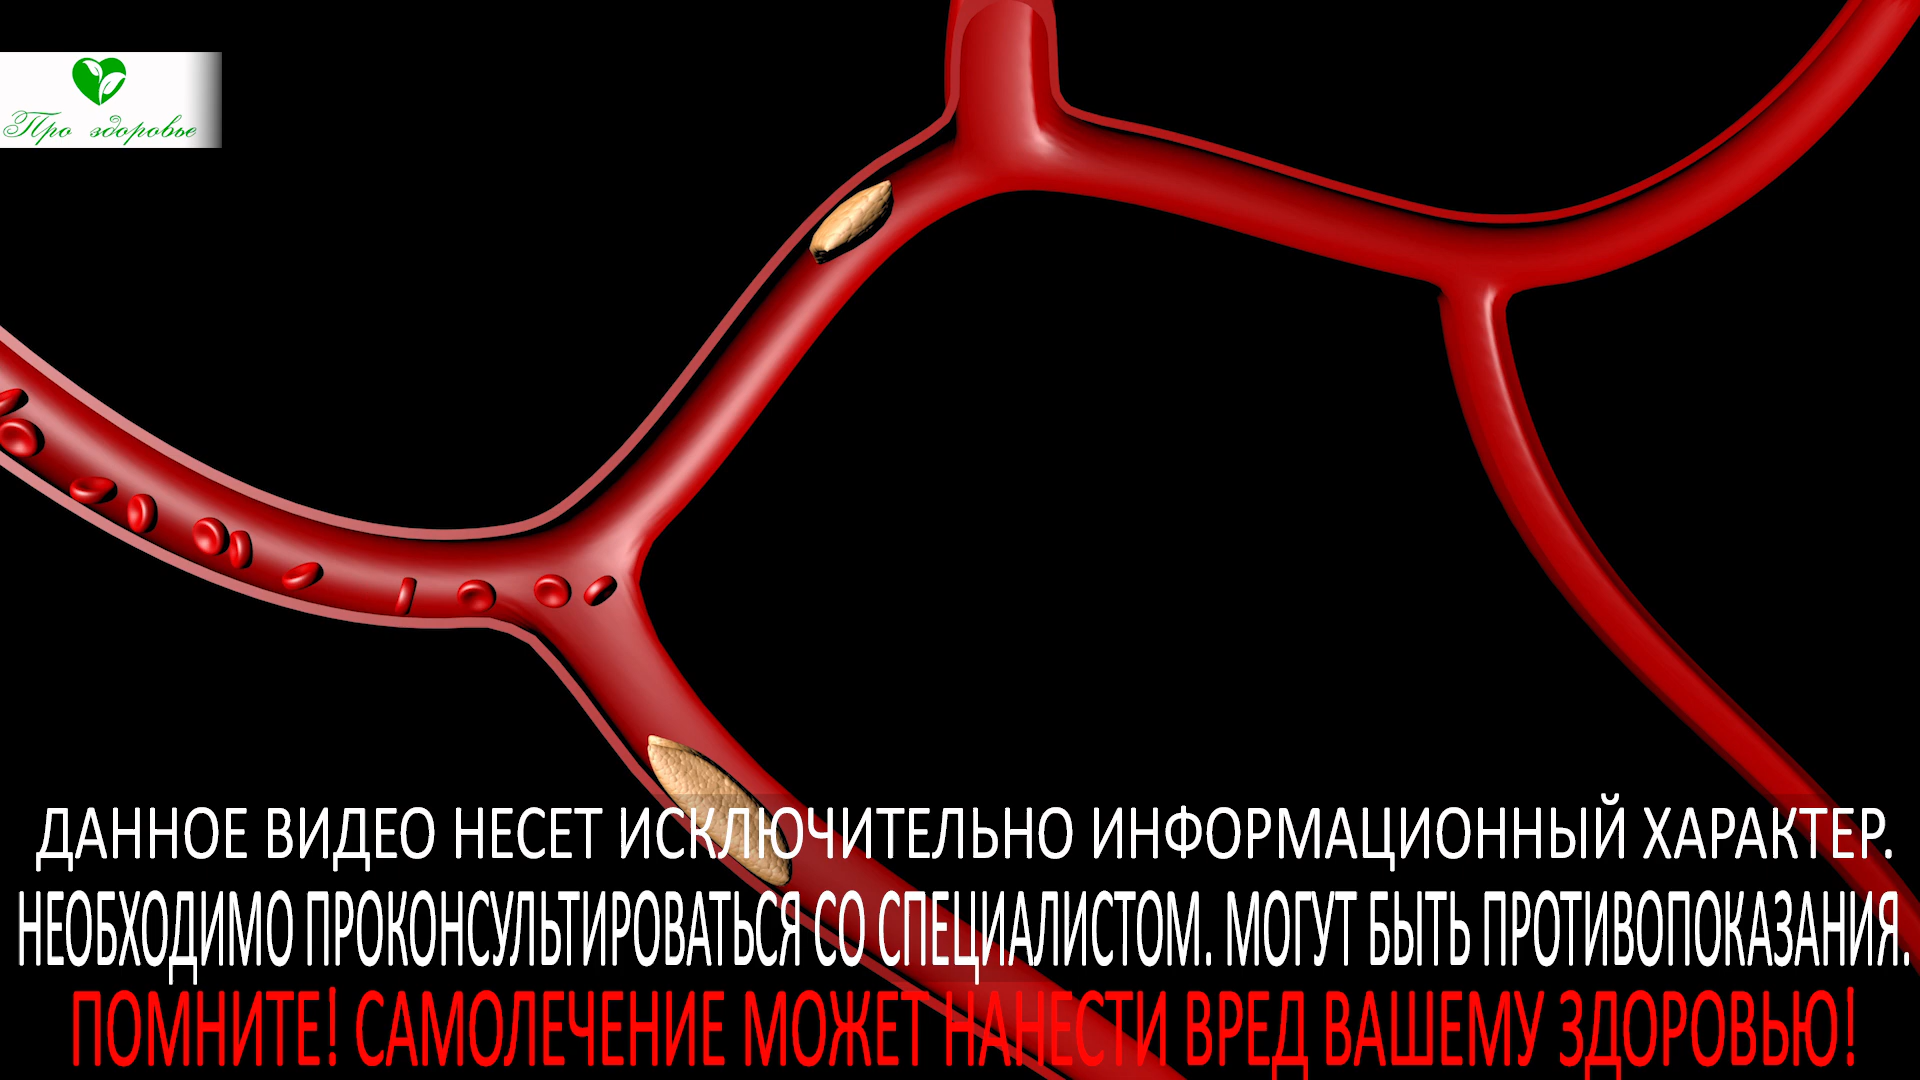 Про здоровье
ДАННОЕ ВИДЕО НЕСЕТ ИСКЛЮЧИТЕЛЬНО ИНФОРМАЦИОННЫЙ ХАРАКТЕР.
НЕОБХОДИМО ПРОКОНСУЛЬТИРОВАТЬСЯ СО СПЕЦИАЛИСТОМ. МОГУТ БЫТЬ ПРОТИВОПОКАЗАНИЯ.
ПОМНИТЕ! САМОЛЕЧЕНИЕ МОЖЕТ НАНЕСТИ ВРЕД ВАШЕМУ ЗДОРОВЬЮ!